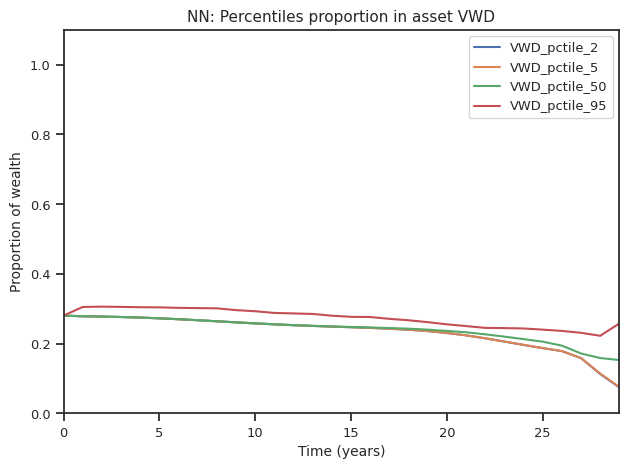 NN: Percentiles proportion in asset VWD
VWD_pctile_2
VWD_pctile_5
VWD_pctile_50
VWD_pctile_95
Proportion of wealth
1.0
0.8
0.6
0.4
0.2
0.0
0 5 10 15 20 25
Time (years)